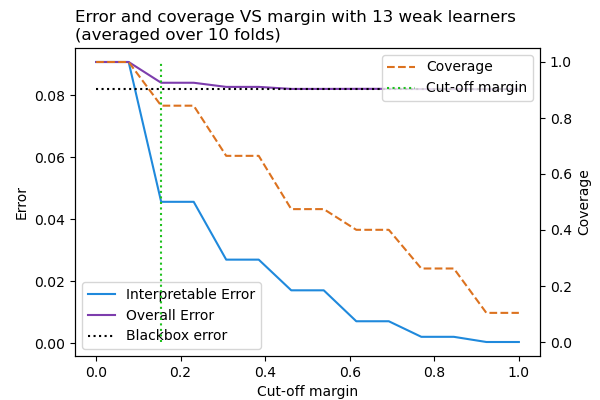 Error and coverage VS margin with 13 weak learners
(averaged over 10 folds)
Coverage
Cut-off margin
0.08
0.06
0.04
0.02
0.00
Error
1.0
0.8
0.6
0.4
0.2
0.0
Coverage
Interpretable Error
Overall Error
Blackbox error
0.0 0.2 0.4 0.6 0.8 1.0
Cut-off margin